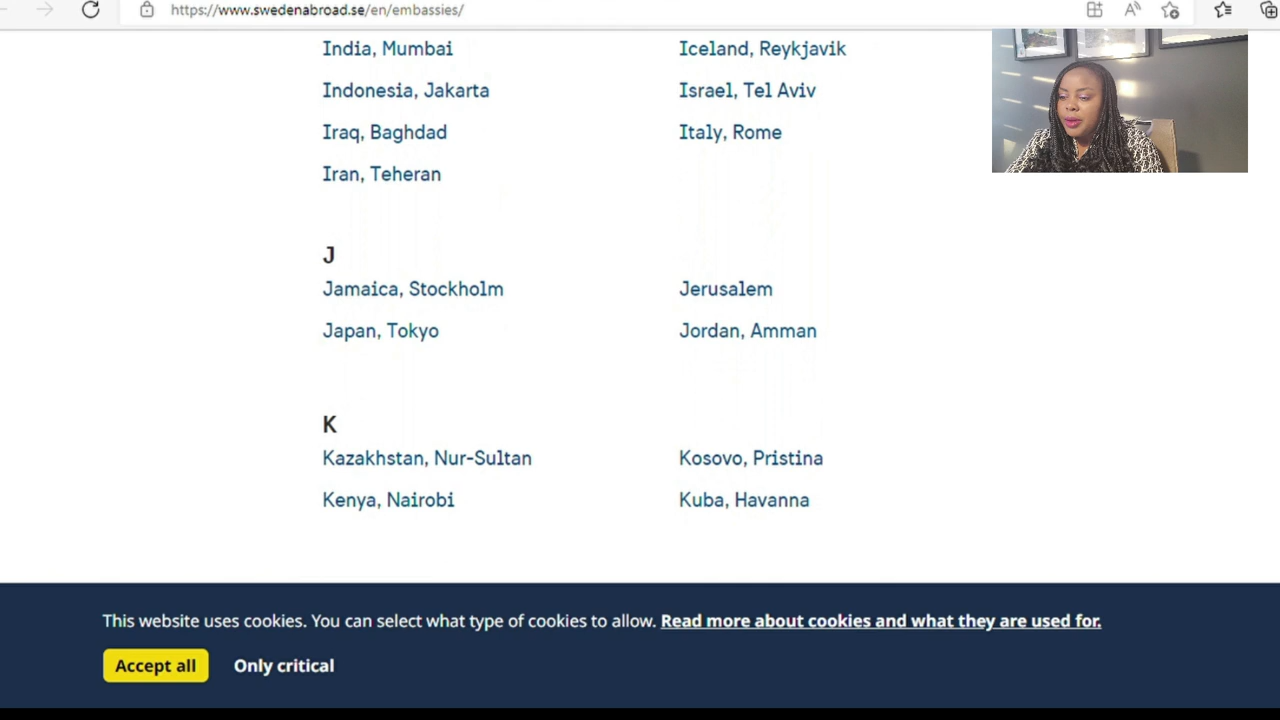 https://www.swedenabroad.se/en/embassies/
India, Mumbai
Iceland, Reykjavik
Indonesia, Jakarta
Israel, Tel Aviv
Iraq, Baghdad
Italy, Rome
Iran, Teheran
J
Jamaica, Stockholm
Jerusalem
Japan, Tokyo
Jordan, Amman
K
Kazakhstan, Nur-Sultan
Kosovo, Pristina
Kenya, Nairobi
Kuba, Havanna
This website uses cookies. You can select what type of cookies to allow. Read more about cookies and what they are used for.
Accept all
Only critical